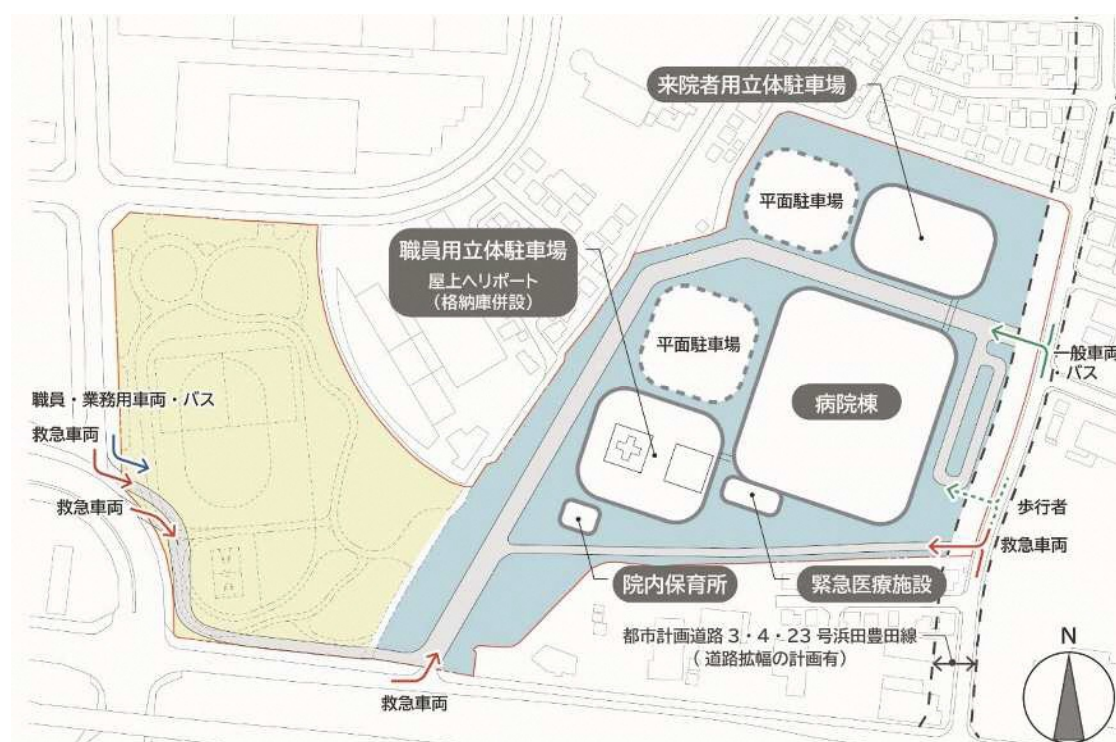 来院者用立体駐車場
平面駐車場
職員用立体駐車場
屋上ヘリポート
（格納庫併設）
平面駐車場
一般車両
・バス
病院棟
職員・業務用車両・バス
救急車両
救急車両
歩行者
救急車両
院内保育所
緊急医療施設
都市計画道路 3・4・23 号浜田豊田線
（ 道路拡幅の計画有）
救急車両
N